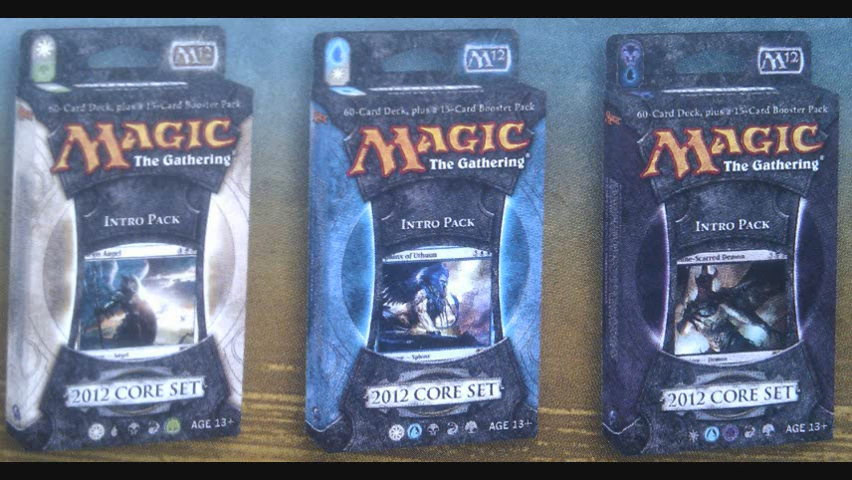 M12
60-Card Deck, plus a 15-Card Booster Pack
MAGIC
The Gathering
INTRO PACK
Angel
Angel
2012 CORE SET
AGE 13+
M12
60-Card Deck, plus a 15-Card Booster Pack
MAGIC
The Gathering®
INTRO PACK
of Uthuun
Sphinx
2012 CORE SET
AGE 13+
M12
60-Card Deck, plus a 15-Card Booster Pack
MAGIC
The Gathering®
INTRO PACK
-Scarred Demon
Demon
2012 CORE SET
AGE 13+